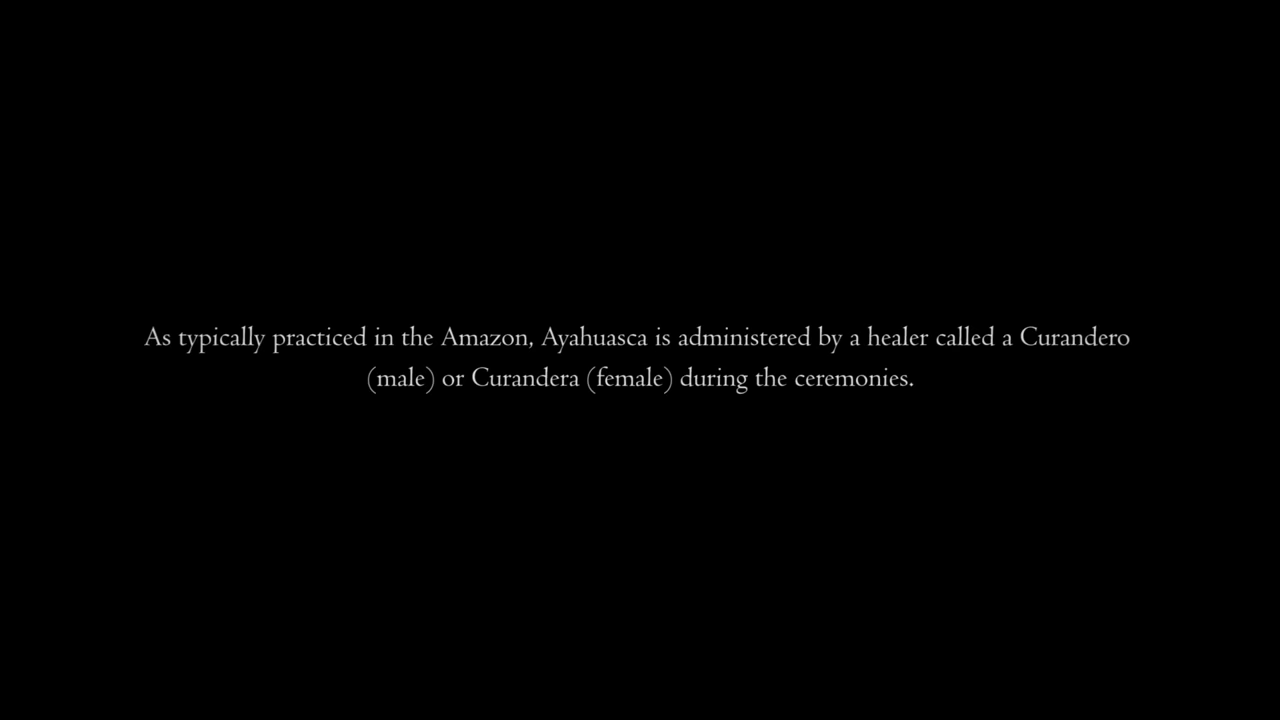 As typically practiced in the Amazon, Ayahuasca is administered by a healer called a Curandero
(male) or Curandera (female) during the ceremonies.